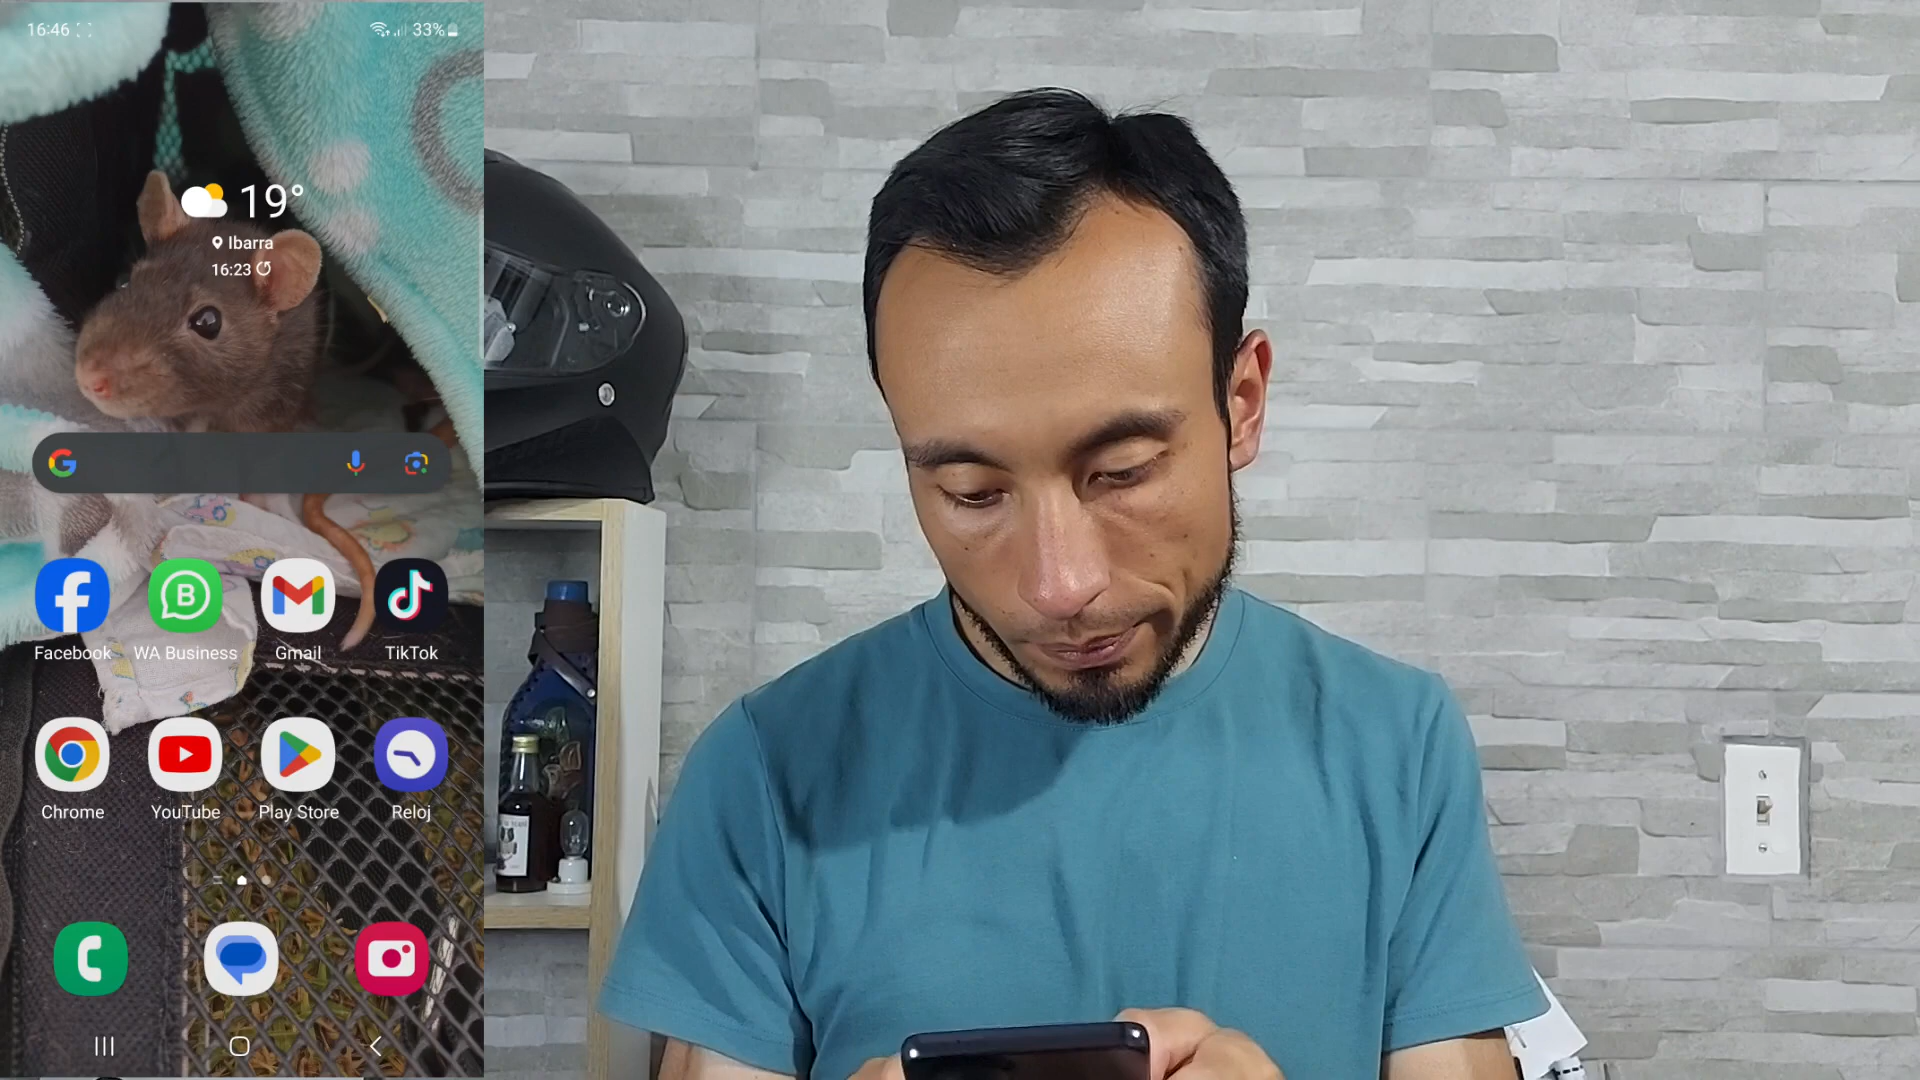 16:46
33%
19°
Ibarra
16:23
Facebook
WA Business
Gmail
TikTok
Chrome
YouTube
Play Store
Reloj